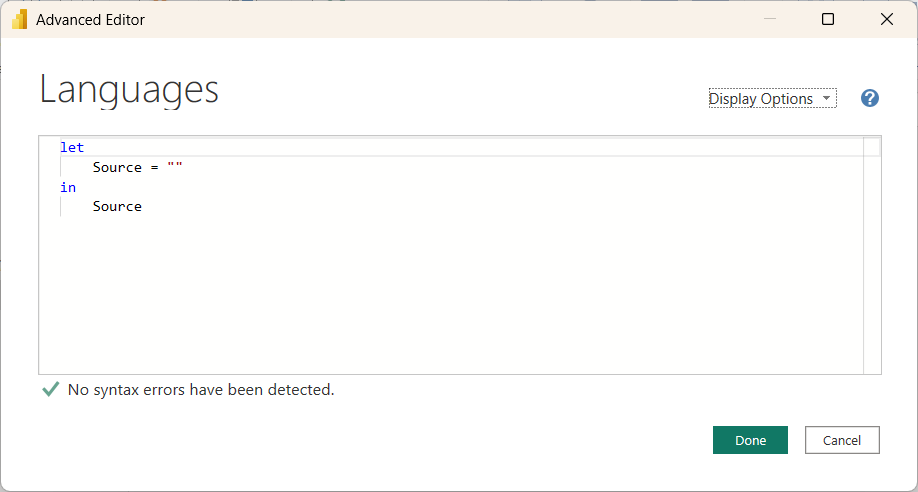 Advanced Editor
Languages
Display Options
let
    Source = ""
in
    Source
No syntax errors have been detected.
Done
Cancel